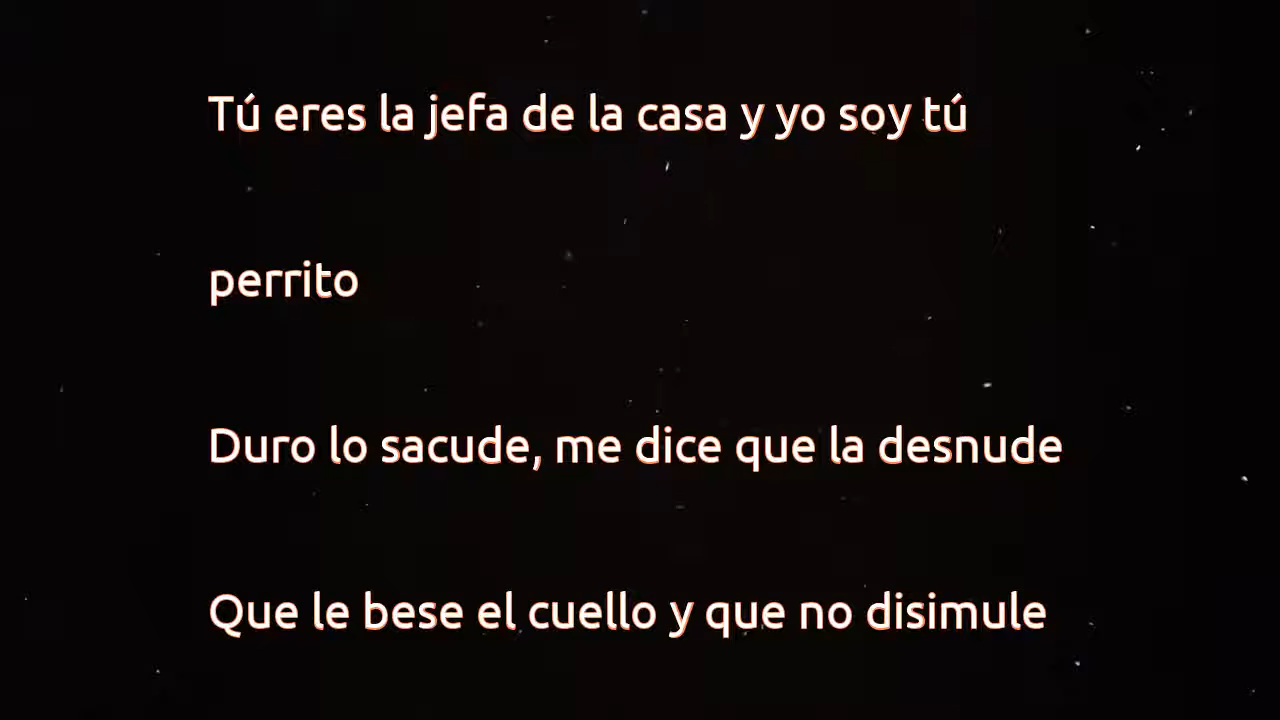 Tú eres la jefa de la casa y yo soy tú
perrito
Duro lo sacude, me dice que la desnude
Que le bese el cuello y que no disimule